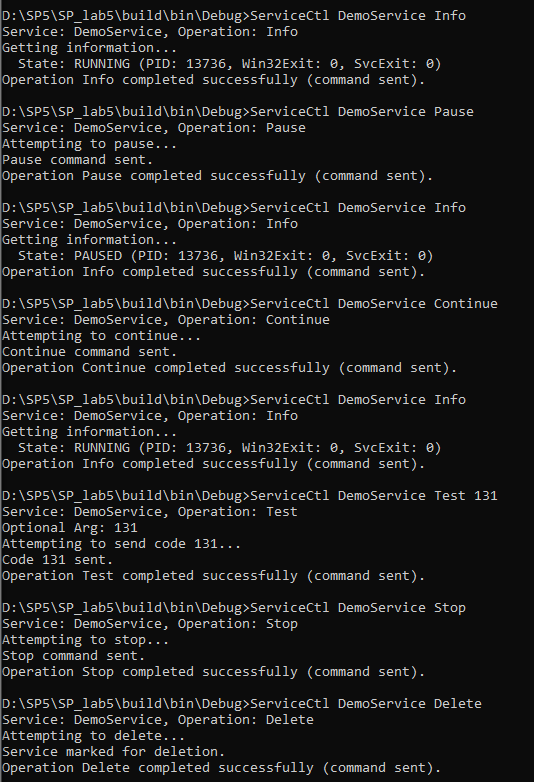 D:\SP5\SP_lab5\build\bin\Debug>ServiceCtl DemoService Info
Service: DemoService, Operation: Info
Getting information...
  State: RUNNING (PID: 13736, Win32Exit: 0, SvcExit: 0)
Operation Info completed successfully (command sent).

D:\SP5\SP_lab5\build\bin\Debug>ServiceCtl DemoService Pause
Service: DemoService, Operation: Pause
Attempting to pause...
Pause command sent.
Operation Pause completed successfully (command sent).

D:\SP5\SP_lab5\build\bin\Debug>ServiceCtl DemoService Info
Service: DemoService, Operation: Info
Getting information...
  State: PAUSED (PID: 13736, Win32Exit: 0, SvcExit: 0)
Operation Info completed successfully (command sent).

D:\SP5\SP_lab5\build\bin\Debug>ServiceCtl DemoService Continue
Service: DemoService, Operation: Continue
Attempting to continue...
Continue command sent.
Operation Continue completed successfully (command sent).

D:\SP5\SP_lab5\build\bin\Debug>ServiceCtl DemoService Info
Service: DemoService, Operation: Info
Getting information...
  State: RUNNING (PID: 13736, Win32Exit: 0, SvcExit: 0)
Operation Info completed successfully (command sent).

D:\SP5\SP_lab5\build\bin\Debug>ServiceCtl DemoService Test 131
Service: DemoService, Operation: Test
Optional Arg: 131
Attempting to send code 131...
Code 131 sent.
Operation Test completed successfully (command sent).

D:\SP5\SP_lab5\build\bin\Debug>ServiceCtl DemoService Stop
Service: DemoService, Operation: Stop
Attempting to stop...
Stop command sent.
Operation Stop completed successfully (command sent).

D:\SP5\SP_lab5\build\bin\Debug>ServiceCtl DemoService Delete
Service: DemoService, Operation: Delete
Attempting to delete...
Service marked for deletion.
Operation Delete completed successfully (command sent).